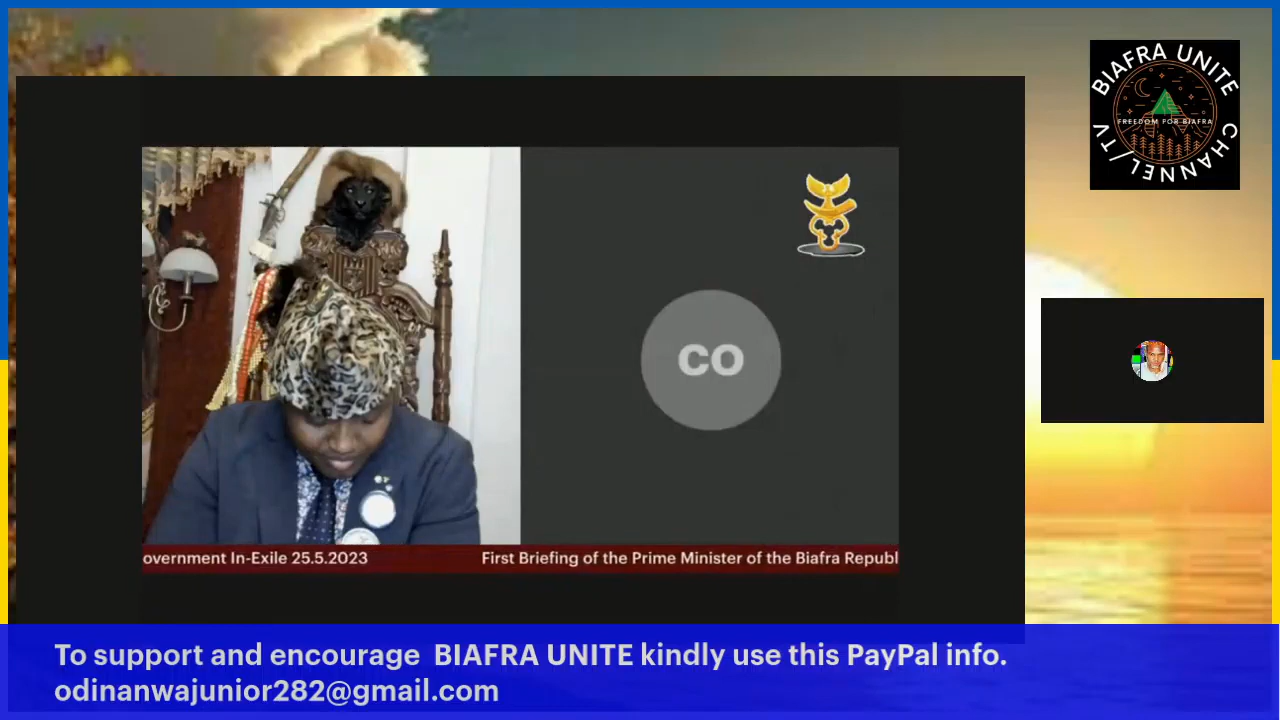 BIAFRA UNITE
FREEDOM FOR BIAFRA
CHANNEL/TV
CO
overnment In-Exile 25.5.2023 First Briefing of the Prime Minister of the Biafra Republ
To support and encourage BIAFRA UNITE kindly use this PayPal info.
odinanwajunior282@gmail.com